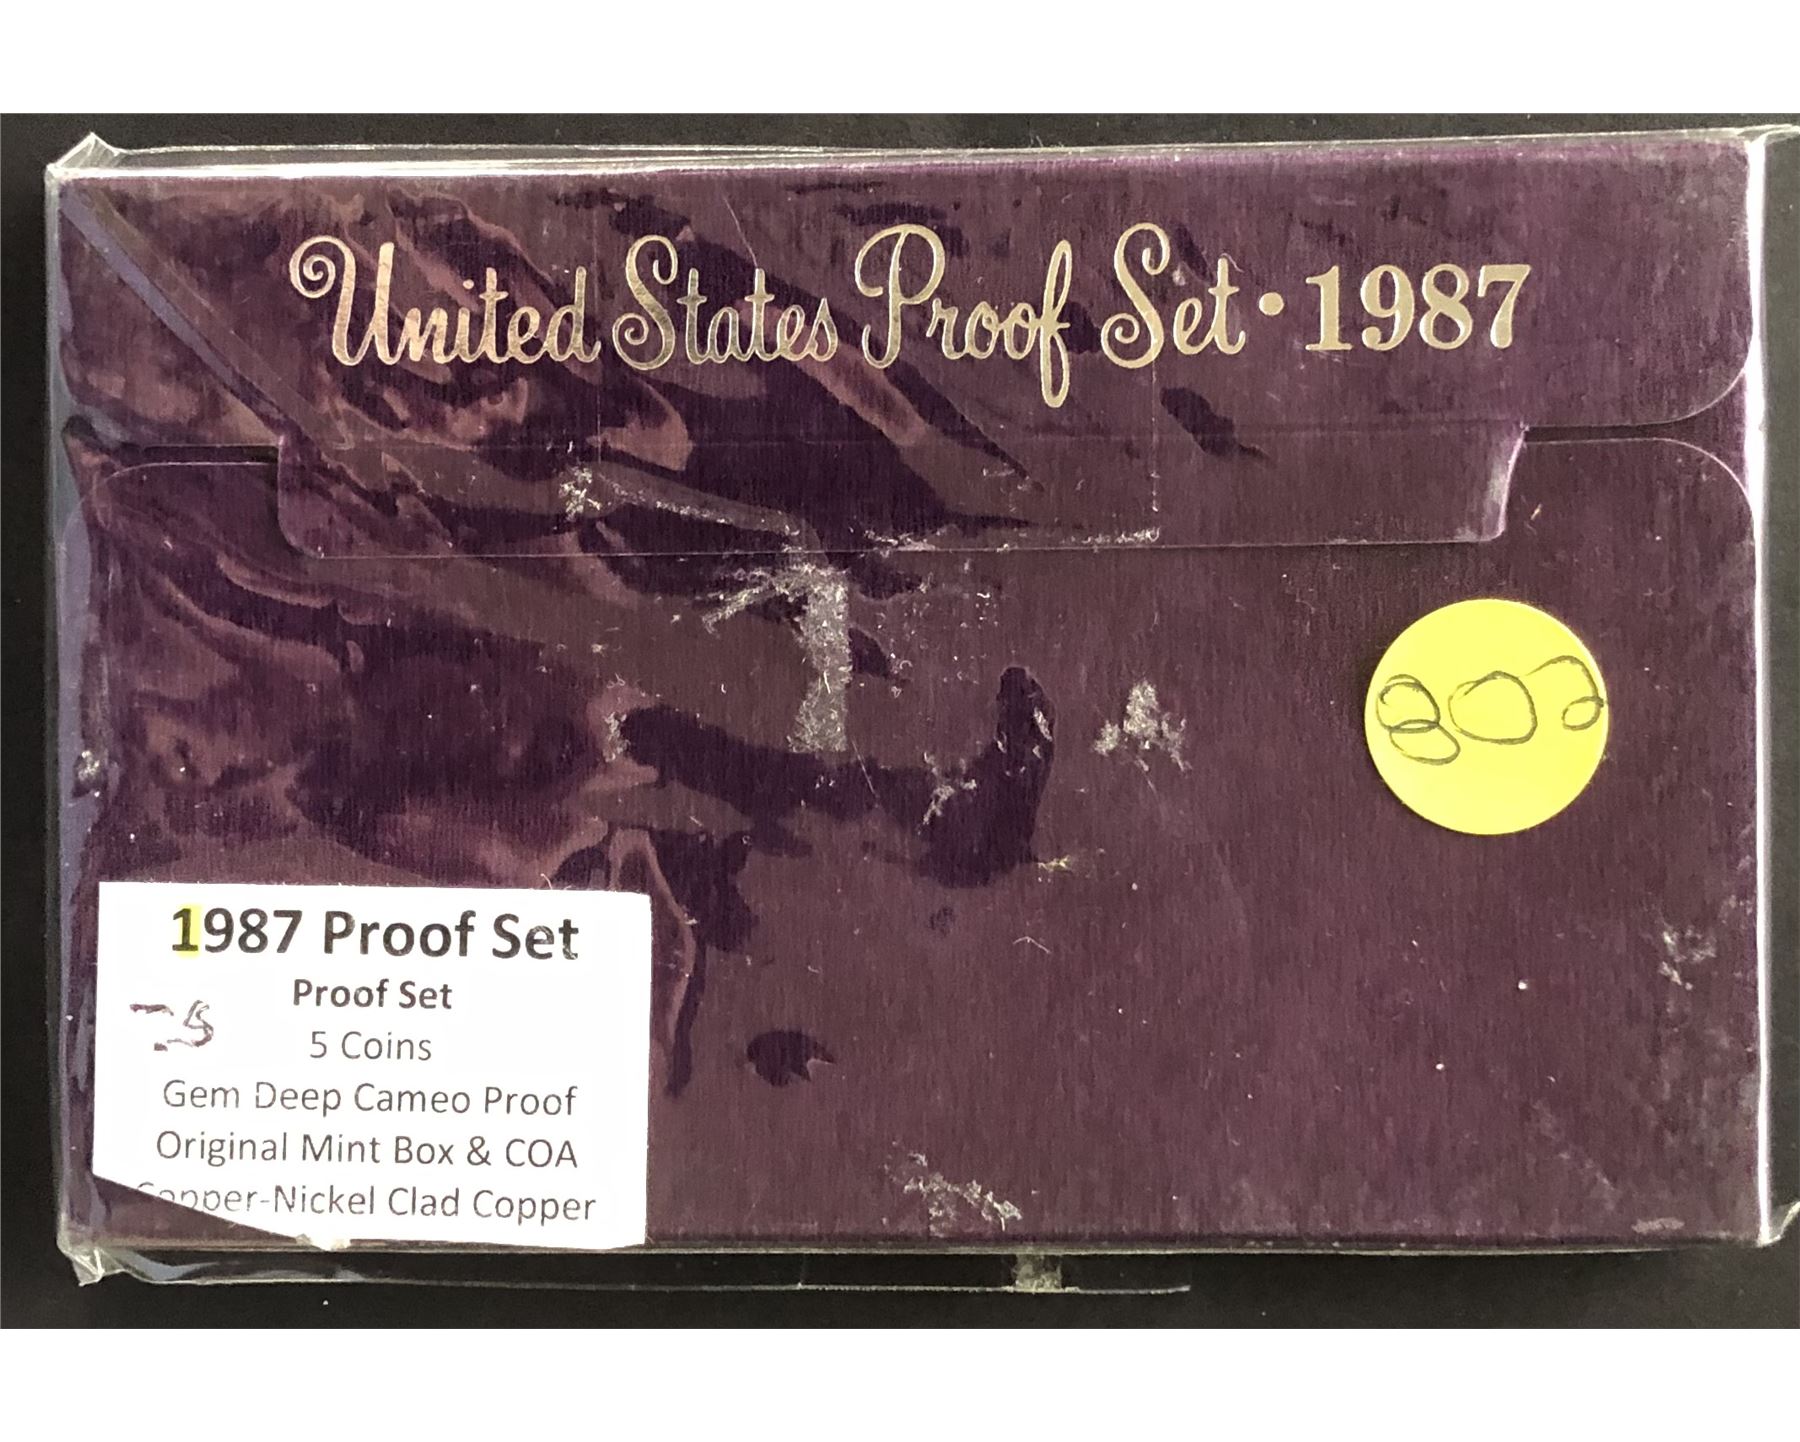 United States Proof Set • 1987
1987 Proof Set
Proof Set
5 Coins
Gem Deep Cameo Proof
Original Mint Box & COA
Copper-Nickel Clad Copper